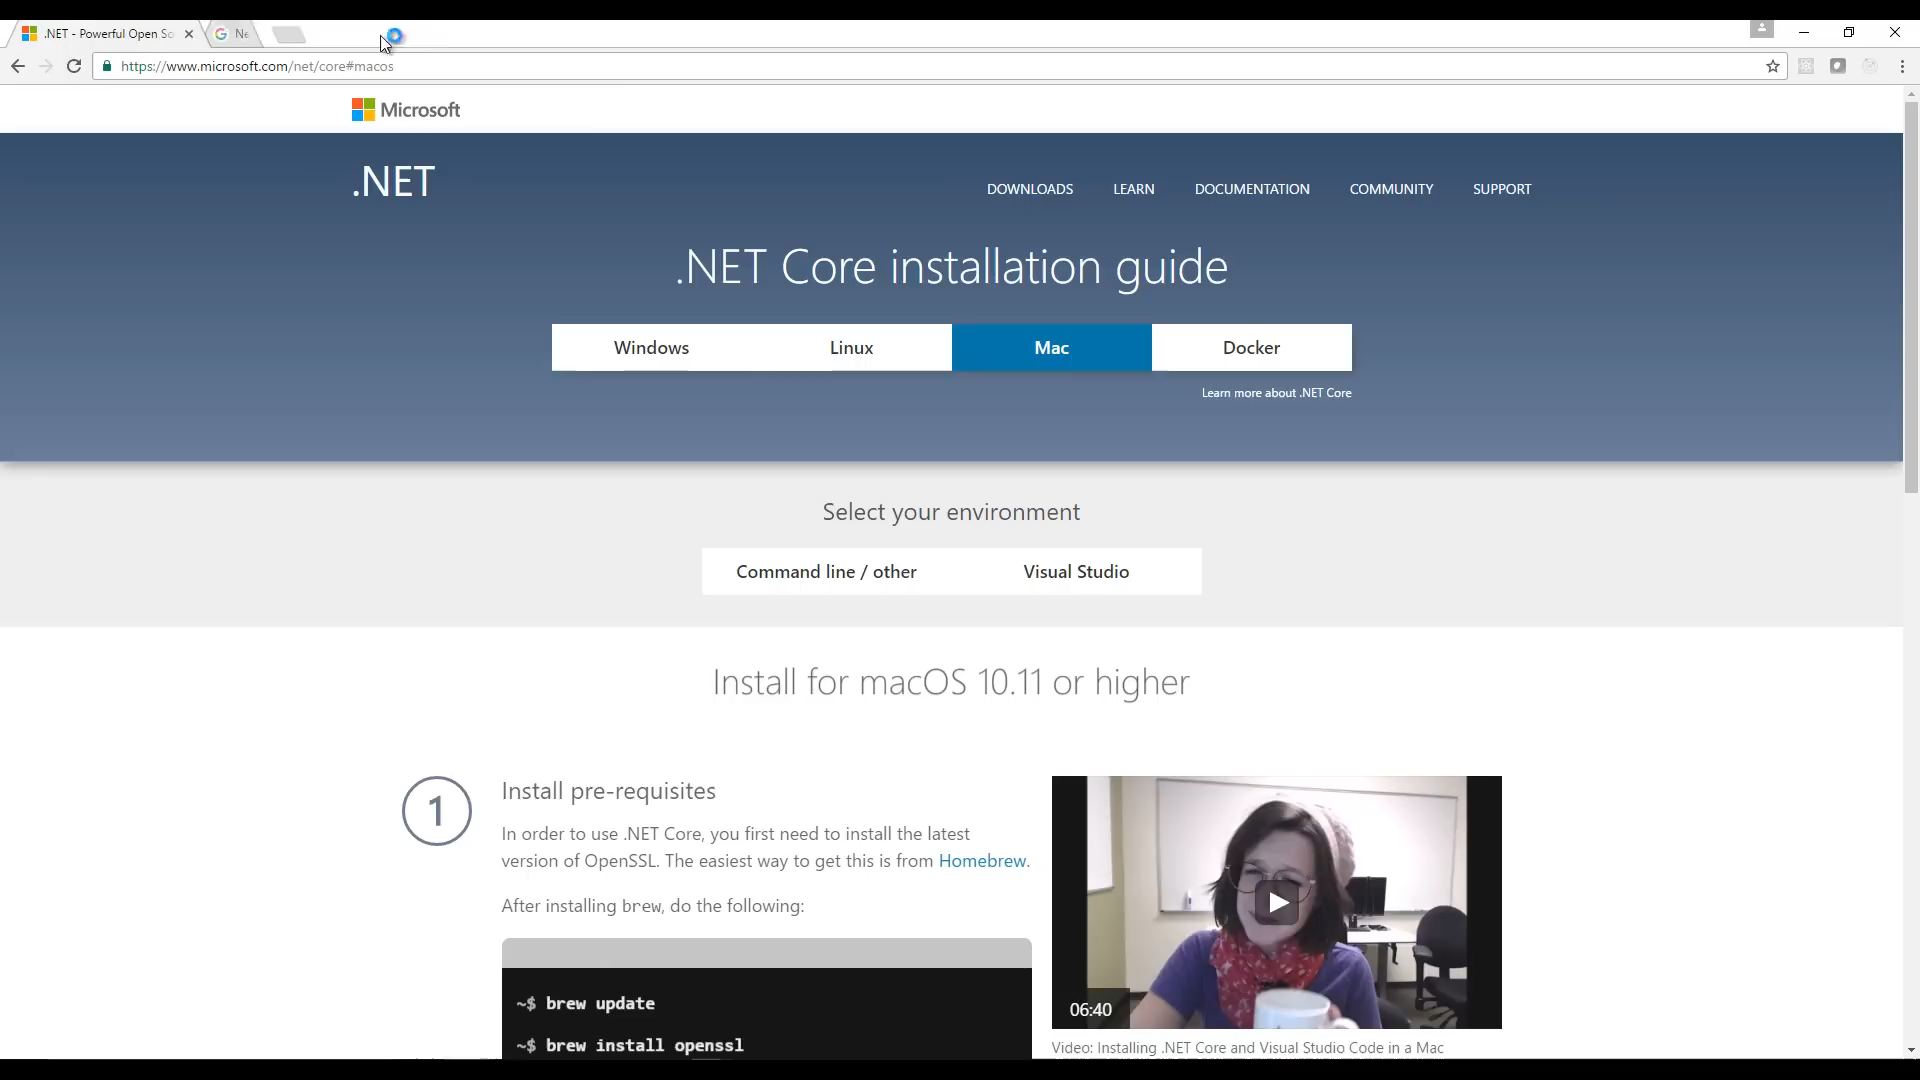 .NET - Powerful Open So
Ne
https://www.microsoft.com/net/core#macos
Microsoft
.NET
DOWNLOADS LEARN DOCUMENTATION COMMUNITY SUPPORT
.NET Core installation guide
Windows Linux Mac Docker
Learn more about .NET Core
Select your environment
Command line / other Visual Studio
Install for macOS 10.11 or higher
1
Install pre-requisites
In order to use .NET Core, you first need to install the latest
version of OpenSSL. The easiest way to get this is from Homebrew.
After installing brew, do the following:
~$ brew update
~$ brew install openssl
06:40
Video: Installing .NET Core and Visual Studio Code in a Mac